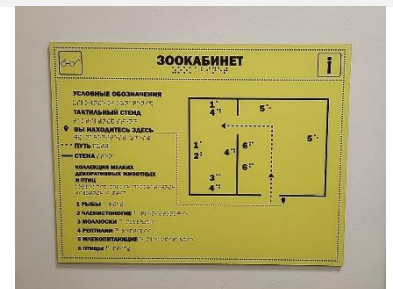 ЗООКАБИНЕТ
i
УСЛОВНЫЕ ОБОЗНАЧЕНИЯ
ТАКТИЛЬНЫЙ СТЕНД
ВЫ НАХОДИТЕСЬ ЗДЕСЬ
ПУТЬ
СТЕНА
КОЛЛЕКЦИЯ МЕЛКИХ
ДЕКОРАТИВНЫХ ЖИВОТНЫХ
И ПТИЦ
1 РЫБЫ
2 ЧЛЕНИСТОНОГИЕ
3 МОЛЛЮСКИ
4 РЕПТИЛИИ
5 МЛЕКОПИТАЮЩИЕ
6 ПТИЦЫ
1
4
5
5
1
2
4
6
6
3
4